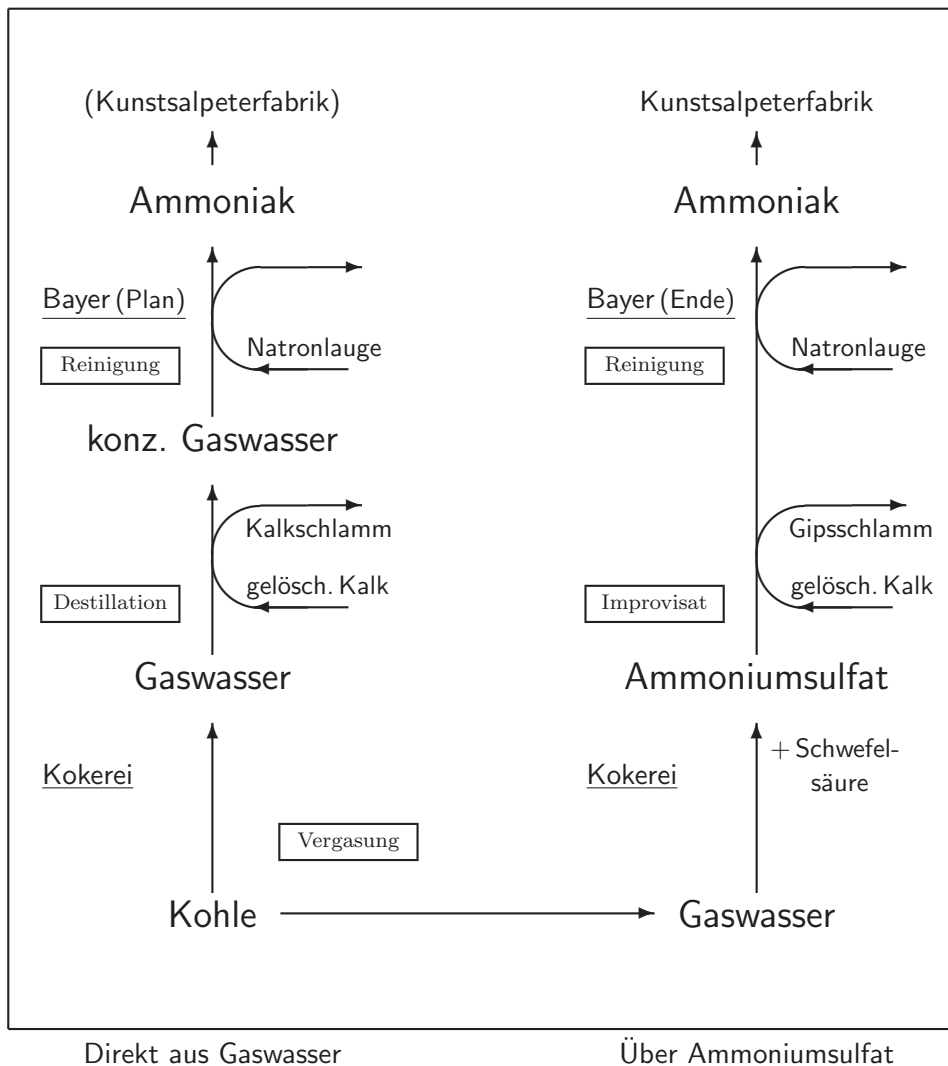 (Kunstsalpeterfabrik)
Kunstsalpeterfabrik
Ammoniak
Ammoniak
Bayer (Plan)
Bayer (Ende)
Reinigung
Natronlauge
Reinigung
Natronlauge
konz. Gaswasser
Kalkschlamm
Gipsschlamm
Destillation
gelösch. Kalk
Improvisat
gelösch. Kalk
Gaswasser
Ammoniumsulfat
Kokerei
Kokerei
+ Schwefel-
säure
Vergasung
Kohle
Gaswasser
Direkt aus Gaswasser
Über Ammoniumsulfat